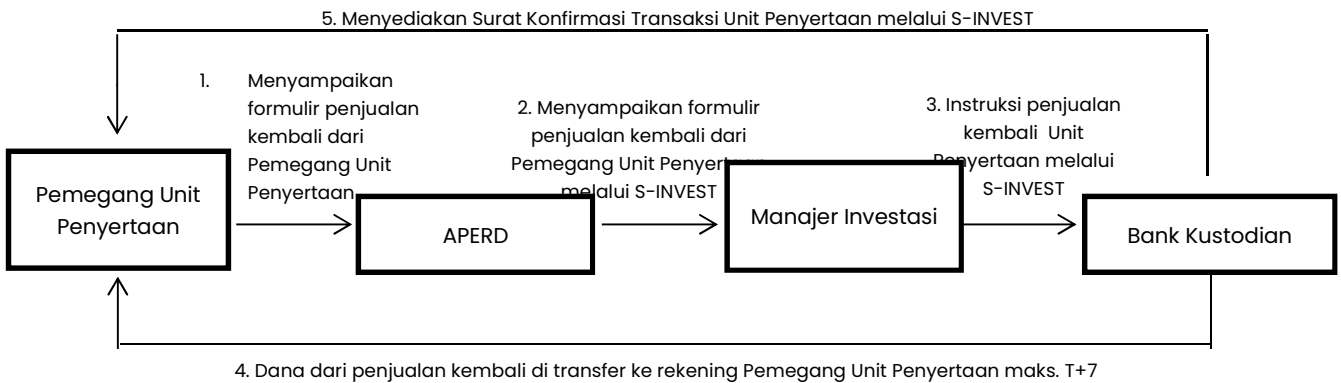 5. Menyediakan Surat Konfirmasi Transaksi Unit Penyertaan melalui S-INVEST
1. Menyampaikan
formulir penjualan
kembali dari
Pemegang Unit
Penyertaan
2. Menyampaikan formulir
penjualan kembali dari
Pemegang Unit Penyertaan
melalui S-INVEST
3. Instruksi penjualan
kembali Unit
Penyertaan melalui
S-INVEST
Pemegang Unit
Penyertaan
APERD
Manajer Investasi
Bank Kustodian
4. Dana dari penjualan kembali di transfer ke rekening Pemegang Unit Penyertaan maks. T+7